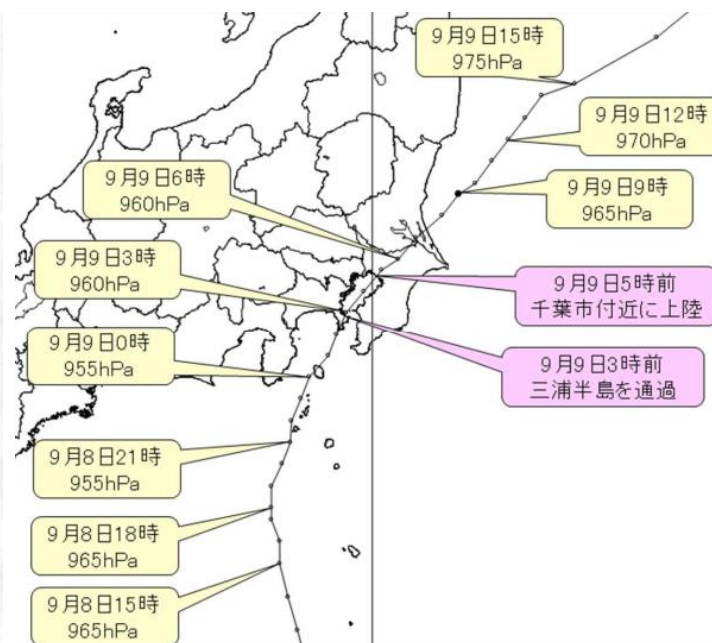 9月9日15時
975hPa
9月9日12時
970hPa
9月9日6時
960hPa
9月9日9時
965hPa
9月9日3時
960hPa
9月9日5時前
千葉市付近に上陸
9月9日0時
955hPa
9月9日3時前
三浦半島を通過
9月8日21時
955hPa
9月8日18時
965hPa
9月8日15時
965hPa